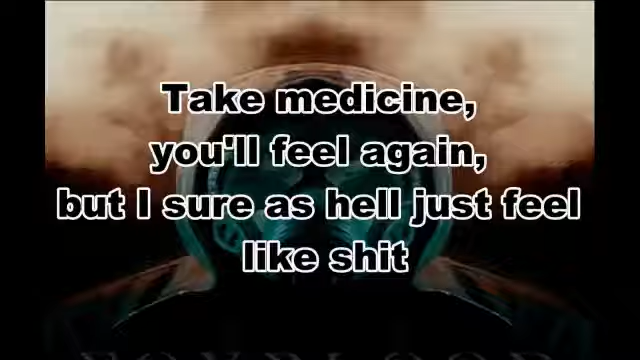 Take medicine,
you'll feel again,
but I sure as hell just feel
like shit